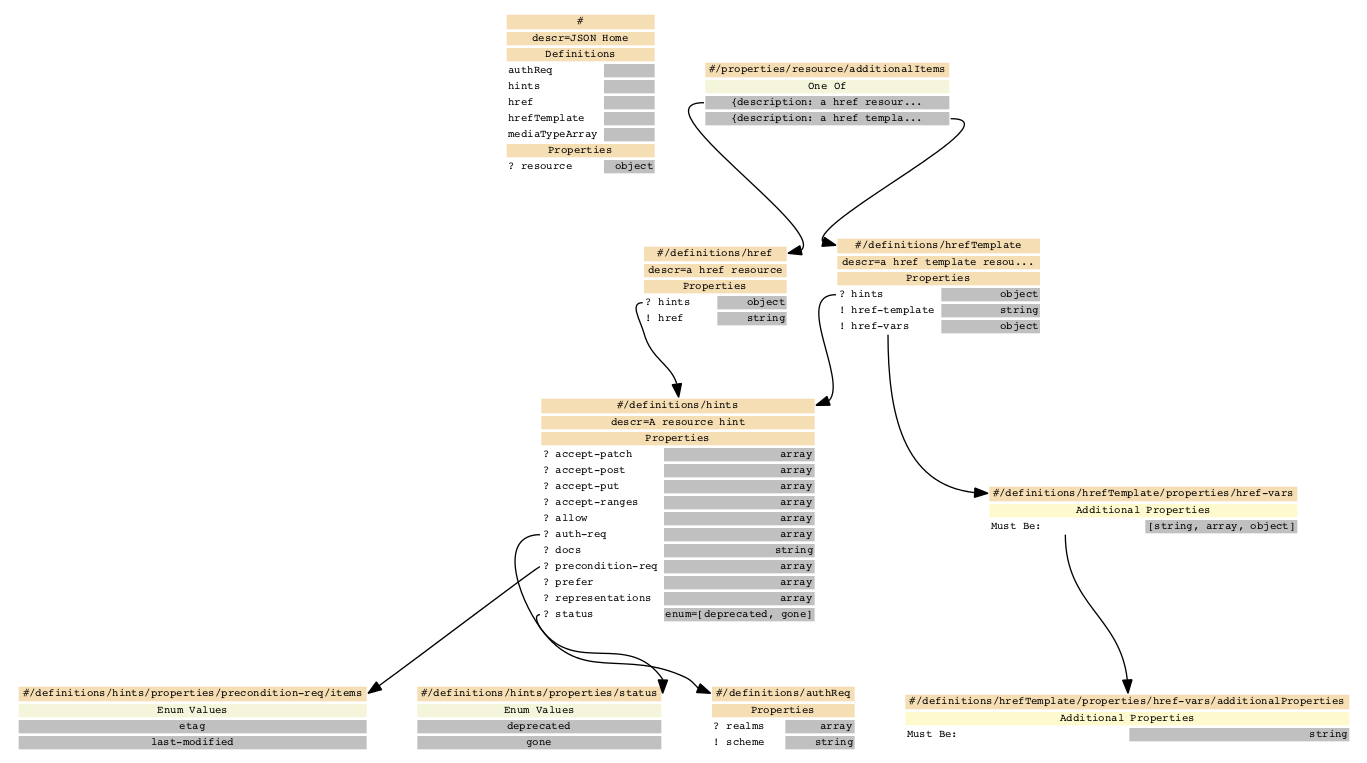 #
descr=JSON Home
Definitions
authReq
hints
href
hrefTemplate
mediaTypeArray
Properties
? resource object
#/properties/resource/additionalItems
One Of
{description: a href resour...
{description: a href templa...
#/definitions/href
descr=a href resource
Properties
? hints object
! href string
#/definitions/hrefTemplate
descr=a href template resou...
Properties
? hints object
! href-template string
! href-vars object
#/definitions/hints
descr=A resource hint
Properties
? accept-patch array
? accept-post array
? accept-put array
? accept-ranges array
? allow array
? auth-req array
? docs string
? precondition-req array
? prefer array
? representations array
? status enum=[deprecated, gone]
#/definitions/hrefTemplate/properties/href-vars
Additional Properties
Must Be: [string, array, object]
#/definitions/hints/properties/precondition-req/items
Enum Values
etag
last-modified
#/definitions/hints/properties/status
Enum Values
deprecated
gone
#/definitions/authReq
Properties
? realms array
! scheme string
#/definitions/hrefTemplate/properties/href-vars/additionalProperties
Additional Properties
Must Be: string